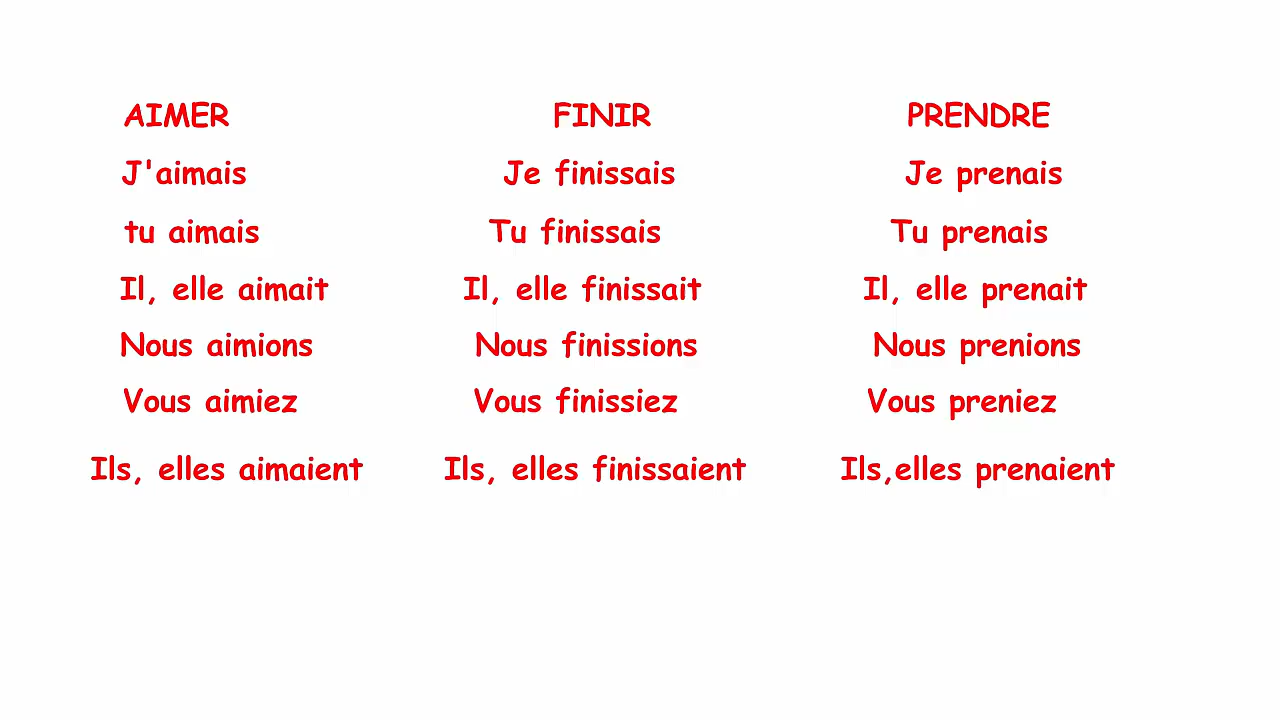 AIMER FINIR PRENDRE
J'aimais Je finissais Je prenais
tu aimais Tu finissais Tu prenais
Il, elle aimait Il, elle finissait Il, elle prenait
Nous aimions Nous finissions Nous prenions
Vous aimiez Vous finissiez Vous preniez
Ils, elles aimaient Ils, elles finissaient Ils,elles prenaient